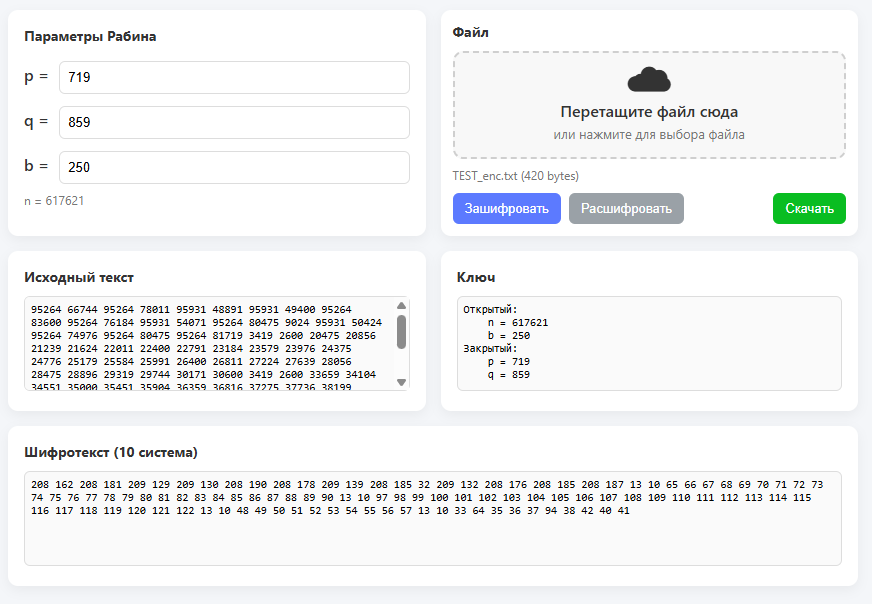 Параметры Рабина
p = 719
q = 859
b = 250
n = 617621
Файл
Перетащите файл сюда
или нажмите для выбора файла
TEST_enc.txt (420 bytes)
Зашифровать Расшифровать Скачать
Исходный текст
95264 66744 95264 78011 95931 48891 95931 49400 95264
83600 95264 76184 95931 54071 95264 80475 9024 95931 50424
95264 74976 95264 80475 95264 81719 3419 2600 20475 20856
21239 21624 22011 22400 22791 23184 23579 23976 24375
24776 25179 25584 25991 26400 26811 27224 27639 28056
28475 28896 29319 29744 30171 30600 3419 2600 33659 34104
34551 35000 35451 35904 36359 36816 37275 37736 38199
Ключ
Открытый:
n = 617621
b = 250
Закрытый:
p = 719
q = 859
Шифротекст (10 система)
208 162 208 181 209 129 209 130 208 190 208 178 209 139 208 185 32 209 132 208 176 208 185 208 187 13 10 65 66 67 68 69 70 71 72 73
74 75 76 77 78 79 80 81 82 83 84 85 86 87 88 89 90 13 10 97 98 99 100 101 102 103 104 105 106 107 108 109 110 111 112 113 114 115
116 117 118 119 120 121 122 13 10 48 49 50 51 52 53 54 55 56 57 13 10 33 64 35 36 37 94 38 42 40 41